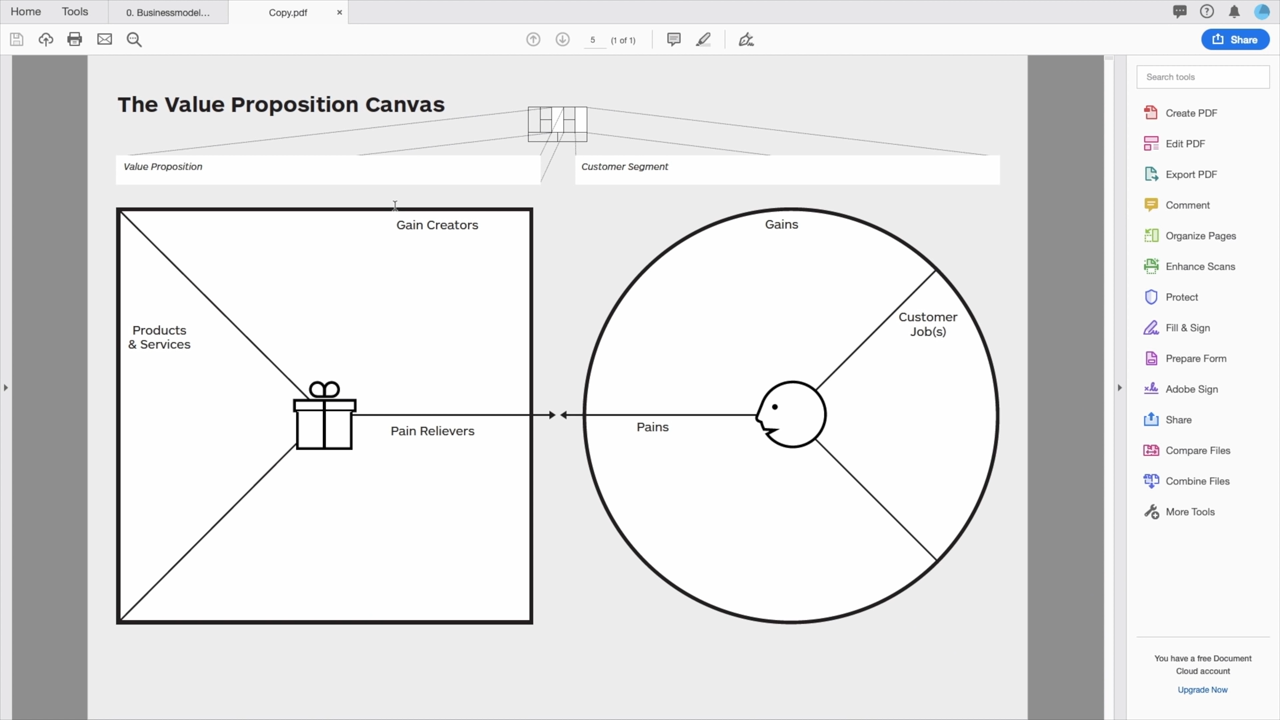 Home
Tools
0. Businessmodel...
Copy.pdf
×
5
(1 of 1)
Share
The Value Proposition Canvas
Value Proposition
Customer Segment
Gain Creators
Products
& Services
Pain Relievers
Gains
Customer
Job(s)
Pains
Search tools
Create PDF
Edit PDF
Export PDF
Comment
Organize Pages
Enhance Scans
Protect
Fill & Sign
Prepare Form
Adobe Sign
Share
Compare Files
Combine Files
More Tools
You have a free Document
Cloud account
Upgrade Now